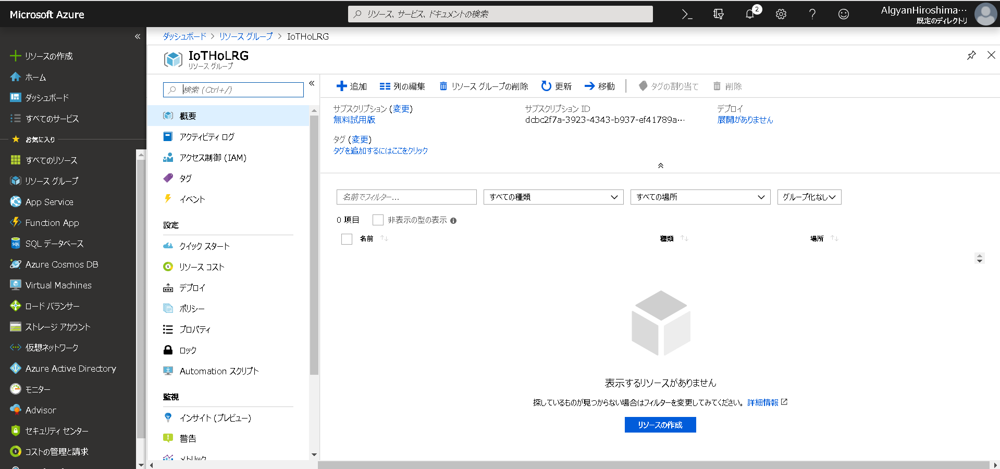 Microsoft Azure
リソース、サービス、ドキュメントの検索
2
AlgyanHiroshima…
既定のディレクトリ
リソースの作成
ホーム
ダッシュボード
すべてのサービス
お気に入り
すべてのリソース
リソース グループ
App Service
Function App
SQL データベース
Azure Cosmos DB
Virtual Machines
ロード バランサー
ストレージ アカウント
仮想ネットワーク
Azure Active Directory
モニター
Advisor
セキュリティ センター
コストの管理と請求
ダッシュボード > リソース グループ > IoTHoLRG
IoTHoLRG
リソース グループ
検索 (Ctrl+/)
概要
アクティビティ ログ
アクセス制御 (IAM)
タグ
イベント
設定
クイック スタート
リソース コスト
デプロイ
ポリシー
プロパティ
ロック
Automation スクリプト
監視
インサイト (プレビュー)
警告
メトリック
追加 列の編集 リソース グループの削除 更新 移動 タグの割り当て 削除
サブスクリプション (変更)
無料試用版
サブスクリプション ID
dcbc2f7a-3923-4343-b937-ef41789a…
デプロイ
展開がありません
タグ (変更)
タグを追加するにはここをクリック
名前でフィルター... すべての種類 すべての場所 グループ化なし
0 項目 非表示の型の表示
名前 種類 場所
表示するリソースがありません
探しているものが見つからない場合はフィルターを変更してみてください。 詳細情報
リソースの作成